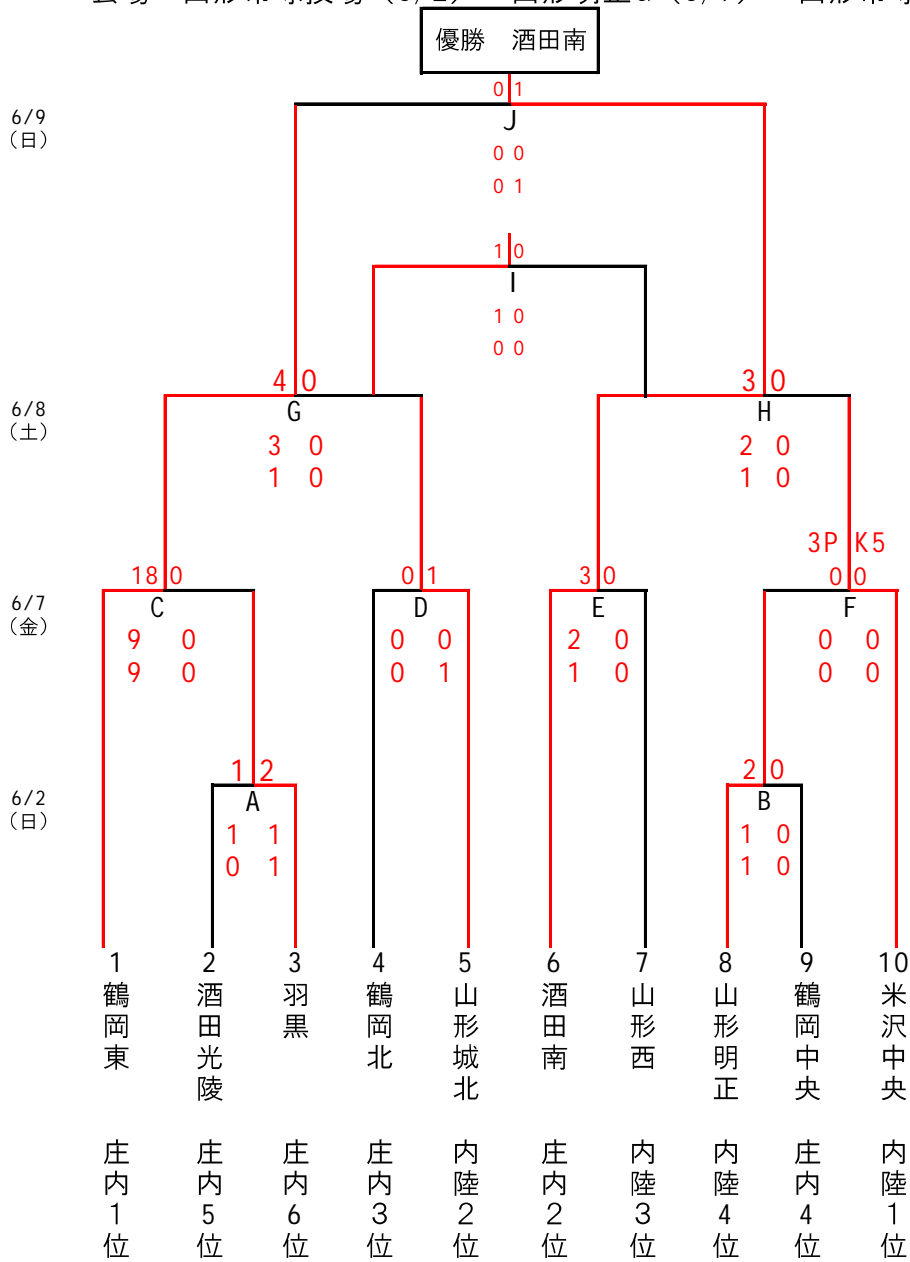 優勝 酒田南
0 1
6/9
(日)
J
0 0
0 1
1 0
I
1 0
0 0
4 0
3 0
6/8
(土)
G
H
3 0
2 0
1 0
1 0
3P K5
18 0
0 1
3 0
0 0
6/7
(金)
C
D
E
F
9 0
0 0
2 0
0 0
9 0
0 1
1 0
0 0
1 2
2 0
6/2
(日)
A
B
1 1
1 0
0 1
1 0
1 鶴岡東 庄内1位
2 酒田光陵 庄内5位
3 羽黒 庄内6位
4 鶴岡北 庄内3位
5 山形城北 内陸2位
6 酒田南 庄内2位
7 山形西 内陸3位
8 山形明正 内陸4位
9 鶴岡中央 庄内4位
10 米沢中央 内陸1位